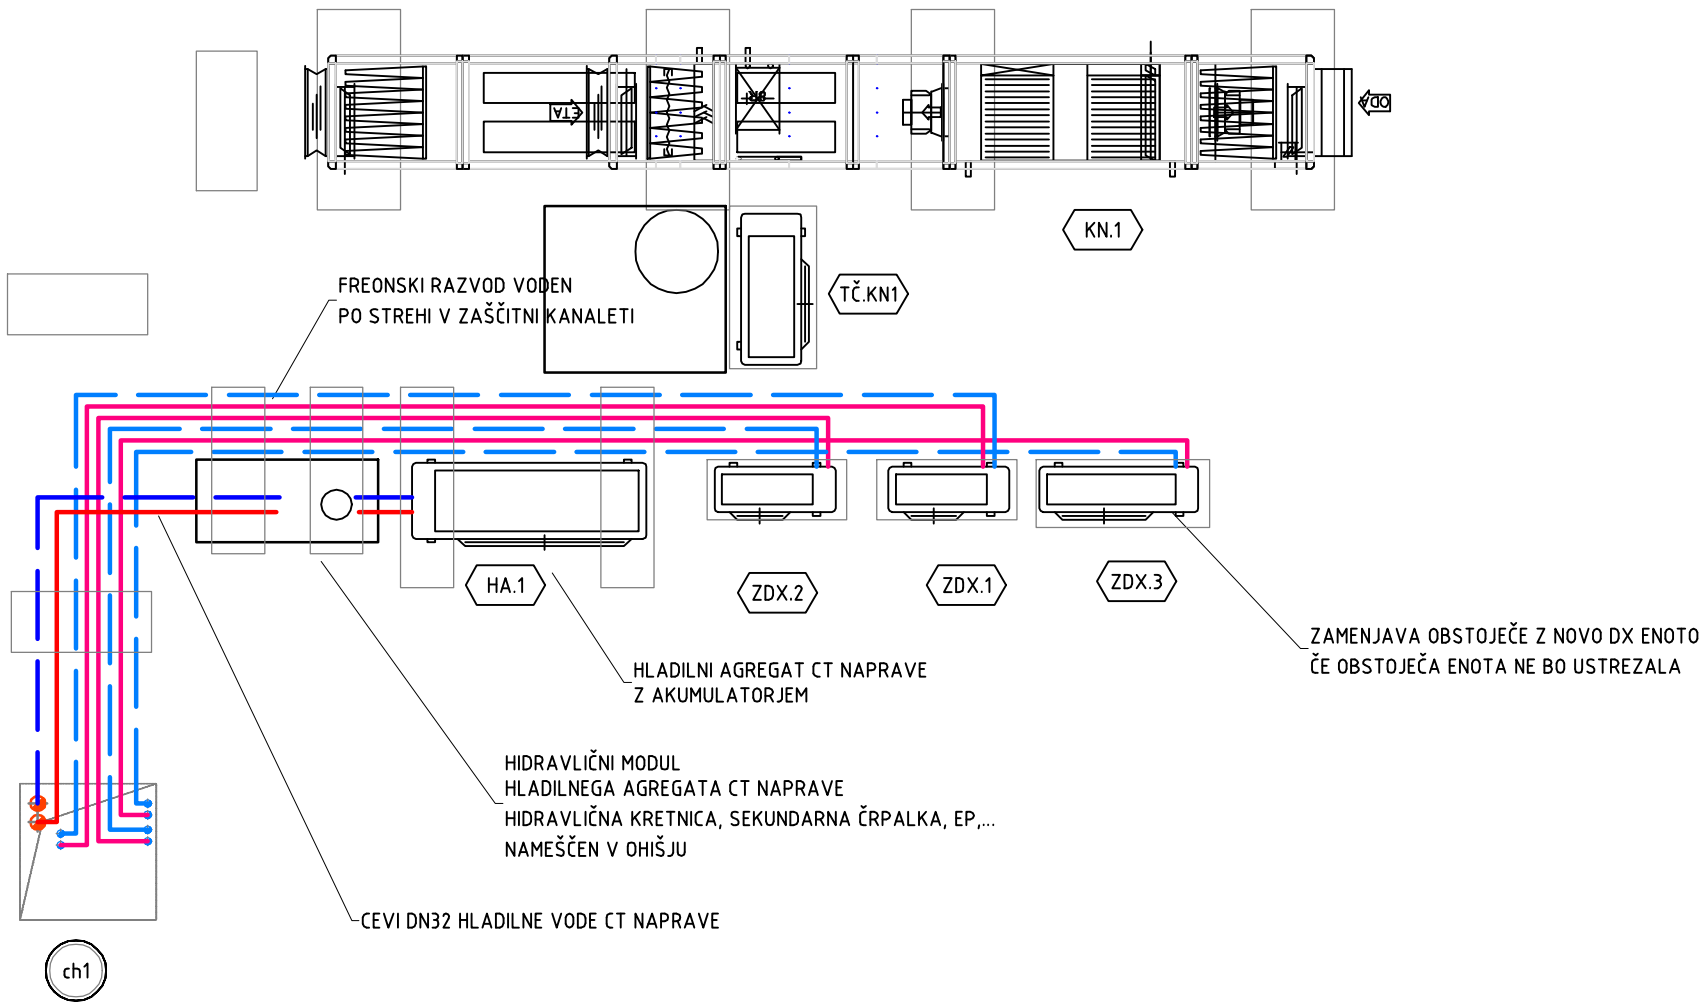 ETA
ODA
KN.1
TČ.KN1
FREONSKI RAZVOD VODEN
PO STREHI V ZAŠČITNI KANALETI
HA.1
ZDX.2
ZDX.1
ZDX.3
ZAMENJAVA OBSTOJEČE Z NOVO DX ENOTO
ČE OBSTOJEČA ENOTA NE BO USTREZALA
HLADILNI AGREGAT CT NAPRAVE
Z AKUMULATORJEM
HIDRAVLIČNI MODUL
HLADILNEGA AGREGATA CT NAPRAVE
HIDRAVLIČNA KRETNICA, SEKUNDARNA ČRPALKA, EP,...
NAMEŠČEN V OHIŠJU
CEVI DN32 HLADILNE VODE CT NAPRAVE
ch1